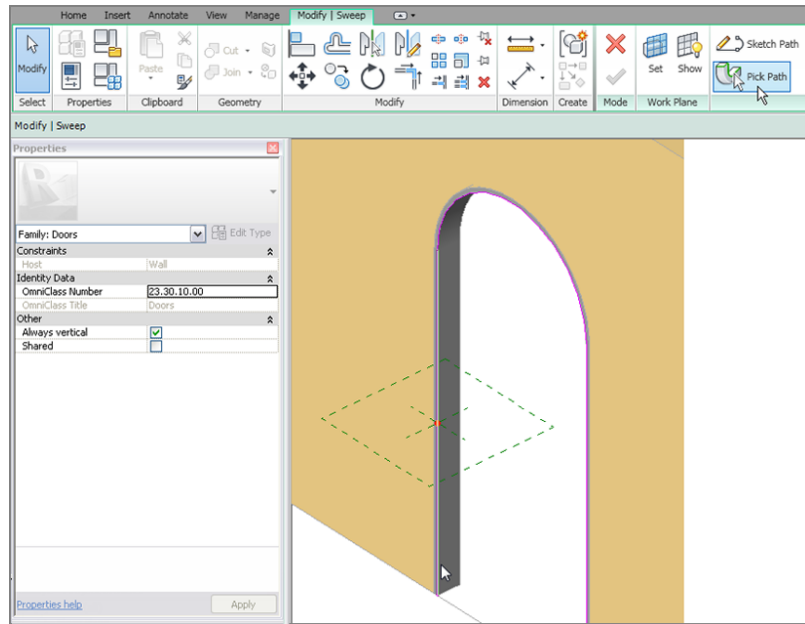 Home Insert Annotate View Manage Modify | Sweep
Modify
Paste
Cut
Join
Set Show
Sketch Path
Pick Path
Select Properties Clipboard Geometry Modify Dimension Create Mode Work Plane
Modify | Sweep
Properties
Family: Doors Edit Type
Constraints
Host Wall
Identity Data
OmniClass Number 23.30.10.00
OmniClass Title Doors
Other
Always vertical
Shared
Properties help Apply